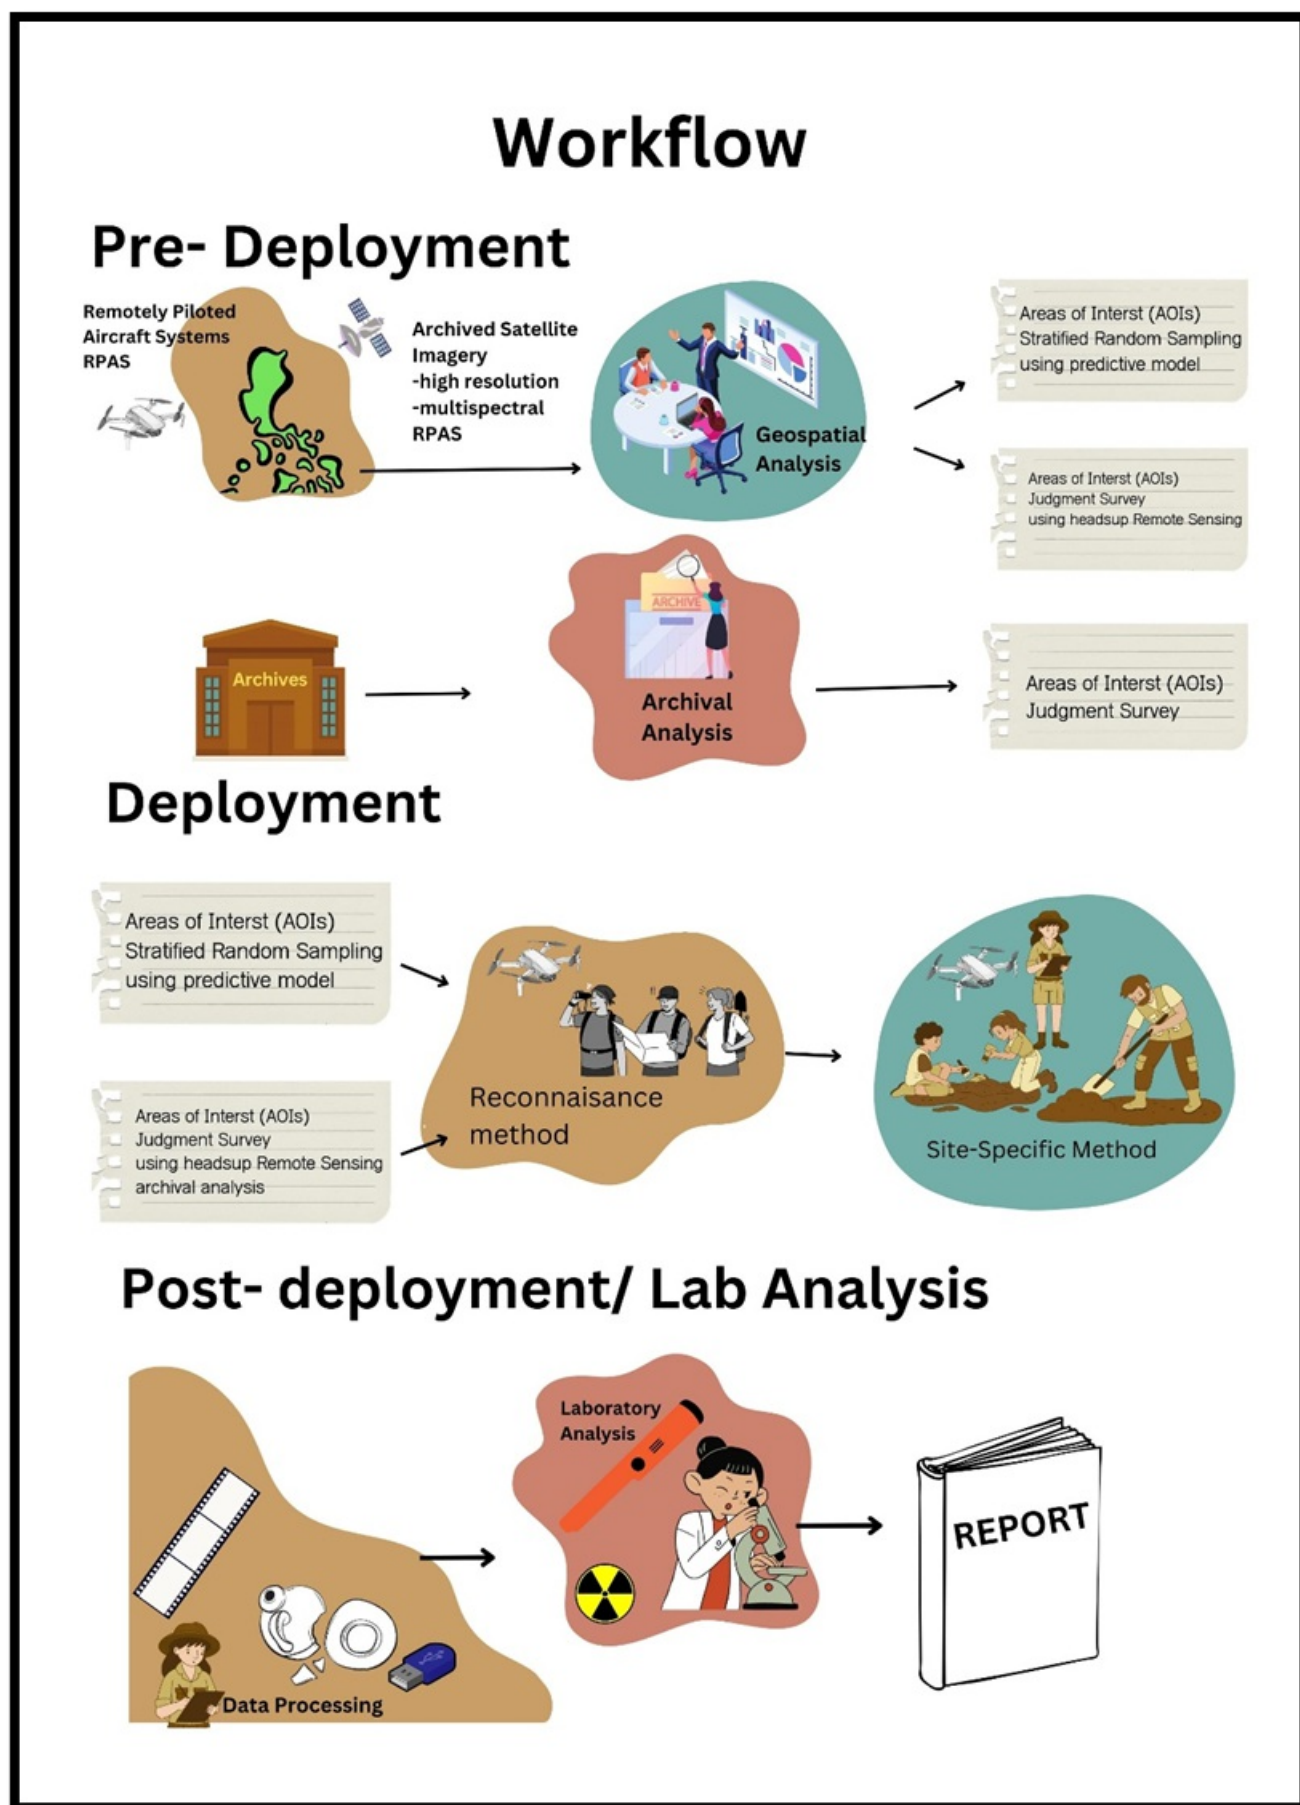 Workflow
Pre- Deployment
Remotely Piloted
Aircraft Systems
RPAS
Archived Satellite
Imagery
-high resolution
-multispectral
RPAS
Geospatial
Analysis
Areas of Interst (AOIs)
Stratified Random Sampling
using predictive model
Areas of Interst (AOIs)
Judgment Survey
using headsup Remote Sensing
Archives
ARCHIVE
Archival
Analysis
Areas of Interst (AOIs)
Judgment Survey
Deployment
Areas of Interst (AOIs)
Stratified Random Sampling
using predictive model
Areas of Interst (AOIs)
Judgment Survey
using headsup Remote Sensing
archival analysis
Reconnaisance
method
Site-Specific Method
Post- deployment/ Lab Analysis
Data Processing
Laboratory
Analysis
REPORT